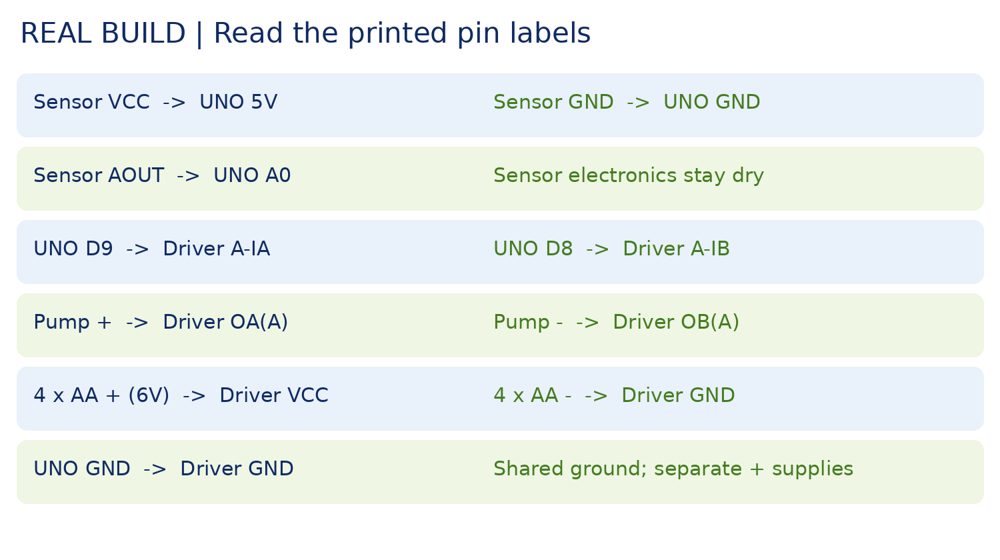 REAL BUILD | Read the printed pin labels
Sensor VCC -> UNO 5V
Sensor GND -> UNO GND
Sensor AOUT -> UNO A0
Sensor electronics stay dry
UNO D9 -> Driver A-IA
UNO D8 -> Driver A-IB
Pump + -> Driver OA(A)
Pump - -> Driver OB(A)
4 x AA + (6V) -> Driver VCC
4 x AA - -> Driver GND
UNO GND -> Driver GND
Shared ground; separate + supplies